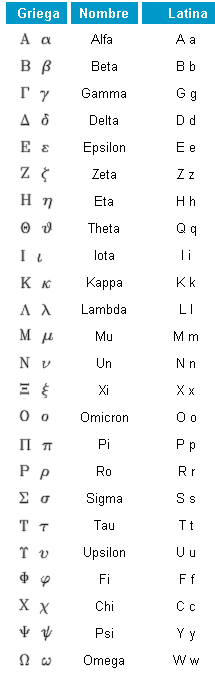 Griega Nombre Latina
Α α Alfa A a
Β β Beta B b
Γ γ Gamma G g
Δ δ Delta D d
Ε ε Epsilon E e
Ζ ζ Zeta Z z
Η η Eta H h
Θ ϑ Theta Q q
Ι ι Iota I i
Κ κ Kappa K k
Λ λ Lambda L l
Μ μ Mu M m
Ν ν Un N n
Ξ ξ Xi X x
Ο ο Omicron O o
Π π Pi P p
Ρ ρ Ro R r
Σ σ Sigma S s
Τ τ Tau T t
ϒ υ Upsilon U u
Φ φ Fi F f
Χ χ Chi C c
Ψ ψ Psi Y y
Ω ω Omega W w